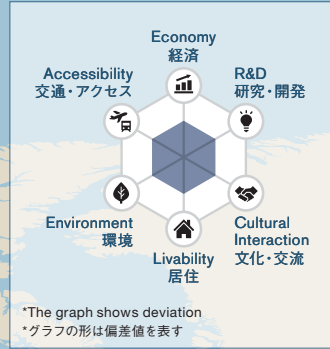 Economy
経済
Accessibility
交通・アクセス
R&D
研究・開発
Environment
環境
Cultural
Interaction
文化・交流
Livability
居住
*The graph shows deviation
*グラフの形は偏差値を表す